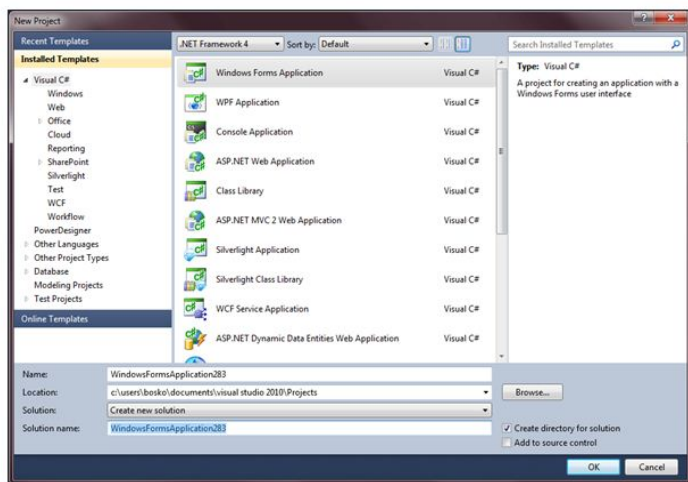 New Project
Recent Templates
Installed Templates
Visual C#
Windows
Web
Office
Cloud
Reporting
SharePoint
Silverlight
Test
WCF
Workflow
PowerDesigner
Other Languages
Other Project Types
Database
Modeling Projects
Test Projects
Online Templates
.NET Framework 4 Sort by: Default
Windows Forms Application Visual C#
WPF Application Visual C#
Console Application Visual C#
ASP.NET Web Application Visual C#
Class Library Visual C#
ASP.NET MVC 2 Web Application Visual C#
Silverlight Application Visual C#
Silverlight Class Library Visual C#
WCF Service Application Visual C#
ASP.NET Dynamic Data Entities Web Application Visual C#
Search Installed Templates
Type: Visual C#
A project for creating an application with a
Windows Forms user interface
Name: WindowsFormsApplication283
Location: c:\users\bosko\documents\visual studio 2010\Projects Browse...
Solution: Create new solution
Solution name: WindowsFormsApplication283
Create directory for solution
Add to source control
OK Cancel